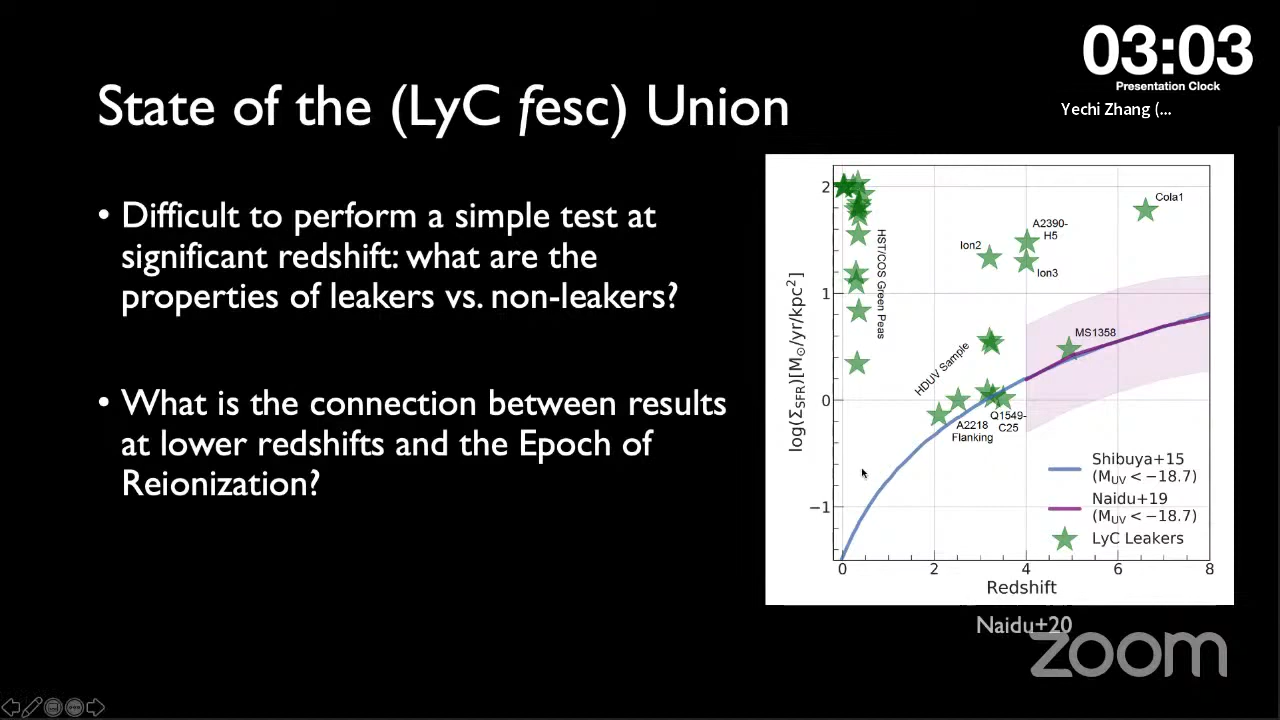 03:03
Presentation Clock
Yechi Zhang (...
State of the (LyC fesc) Union
• Difficult to perform a simple test at
significant redshift: what are the
properties of leakers vs. non-leakers?
• What is the connection between results
at lower redshifts and the Epoch of
Reionization?
log(Σ_SFR)[M_⊙/yr/kpc²]
2
1
0
−1
HST/COS Green Peas
Cola1
A2390-
H5
Ion2
Ion3
MS1358
HDUV Sample
Q1549-
C25
A2218
Flanking
Shibuya+15
(M_UV < −18.7)
Naidu+19
(M_UV < −18.7)
LyC Leakers
0 2 4 6 8
Redshift
Naidu+20
zoom